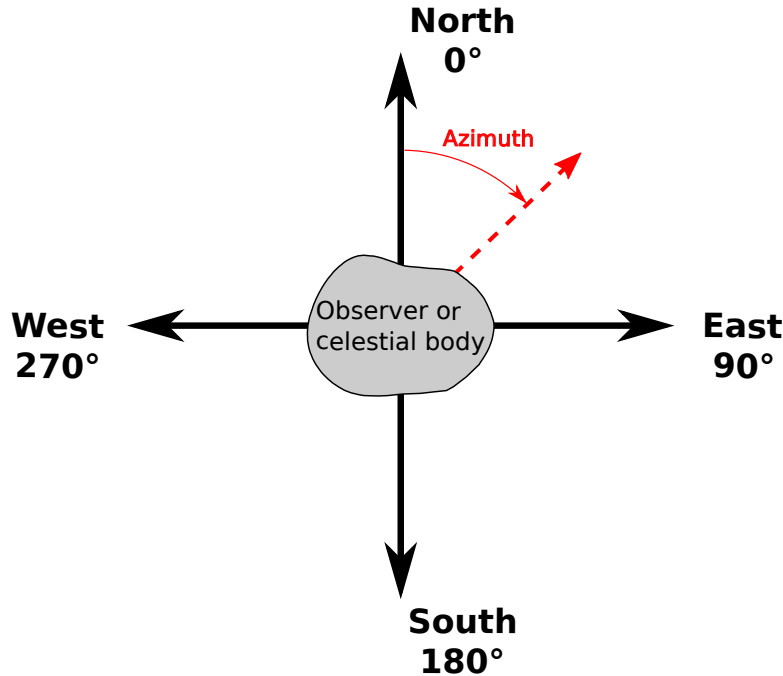 North
0°
Azimuth
Observer or
celestial body
West
270°
East
90°
South
180°